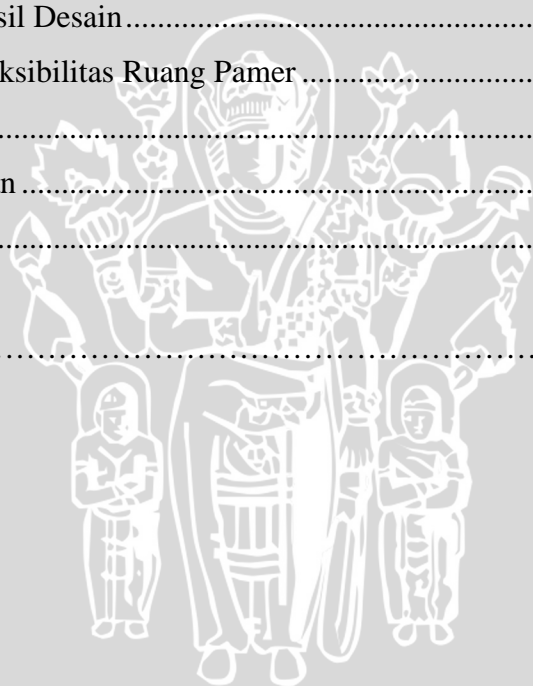 sil Desain.......................................................
ksibilitas Ruang Pamer ...............................
.......................................................................
n ...................................................................
.......................................................................
.......................................................................